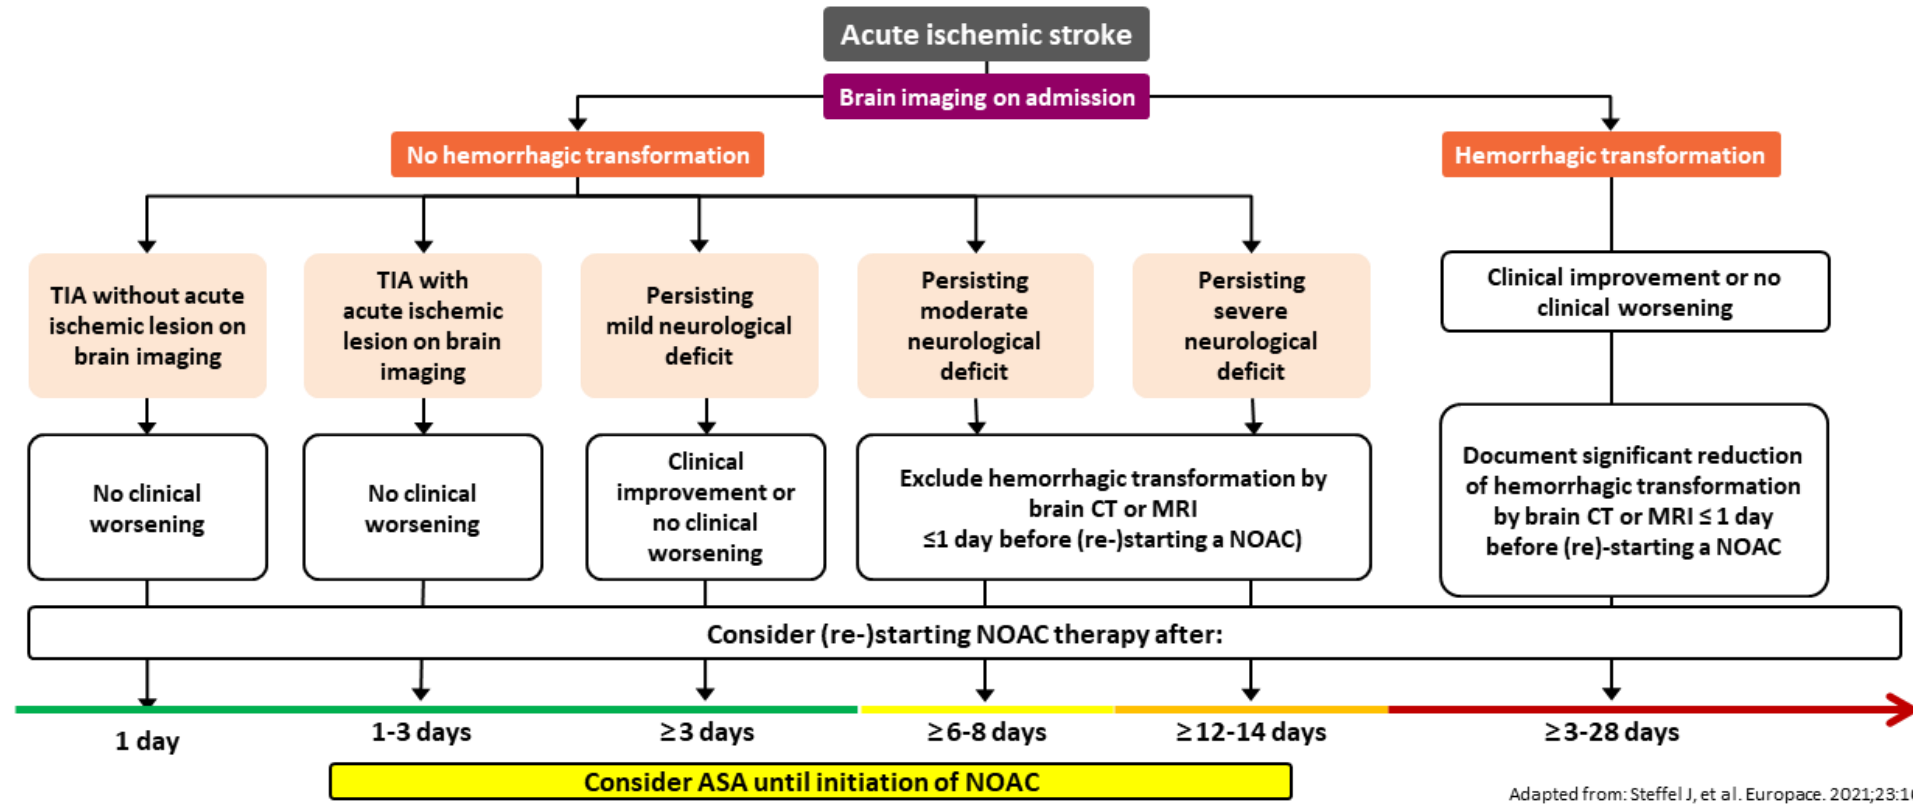 Acute ischemic stroke
Brain imaging on admission
No hemorrhagic transformation
Hemorrhagic transformation
TIA without acute
ischemic lesion on
brain imaging
TIA with
acute ischemic
lesion on brain
imaging
Persisting
mild neurological
deficit
Persisting
moderate
neurological
deficit
Persisting
severe
neurological
deficit
Clinical improvement or no
clinical worsening
No clinical
worsening
No clinical
worsening
Clinical
improvement or
no clinical
worsening
Exclude hemorrhagic transformation by
brain CT or MRI
≤1 day before (re-)starting a NOAC)
Document significant reduction
of hemorrhagic transformation
by brain CT or MRI ≤ 1 day
before (re)-starting a NOAC
Consider (re-)starting NOAC therapy after:
1 day
1-3 days
≥3 days
≥6-8 days
≥12-14 days
≥3-28 days
Consider ASA until initiation of NOAC
Adapted from: Steffel J, et al. Europace. 2021;23: